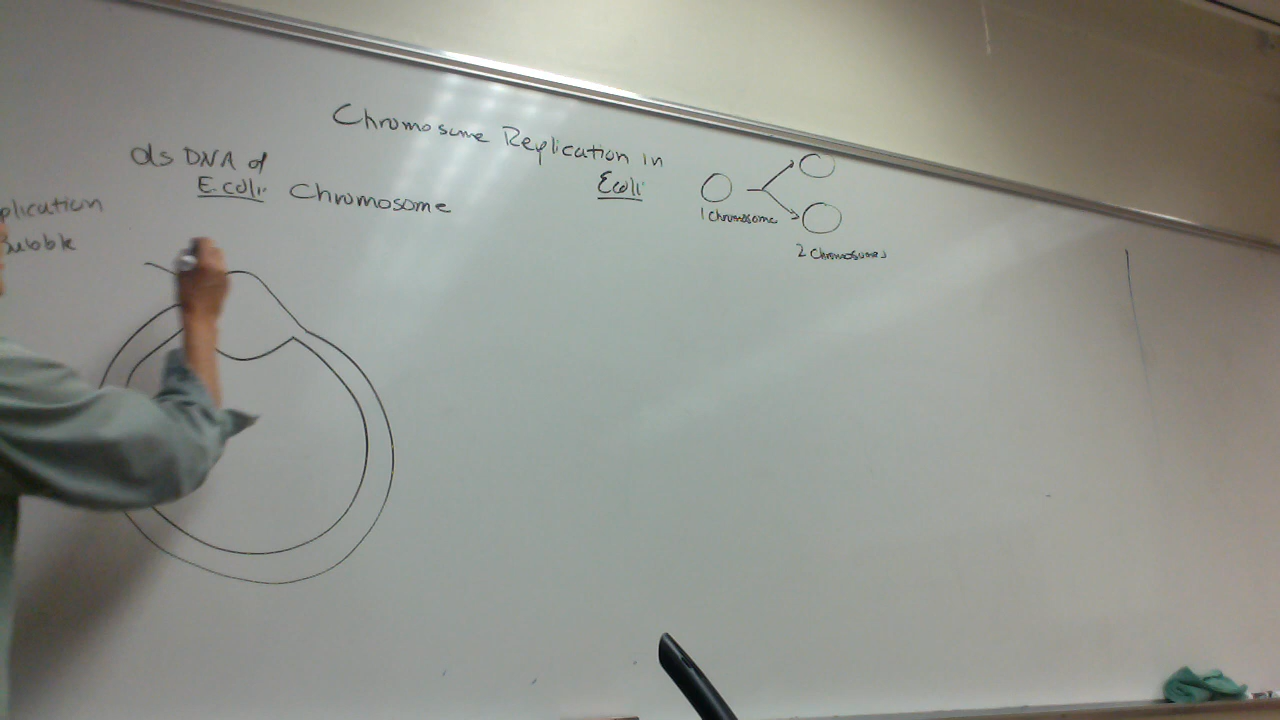 Chromosome Replication in
E coli
ds DNA of
E. coli Chromosome
plication
Bubble
1 Chromosome
2 Chromosomes